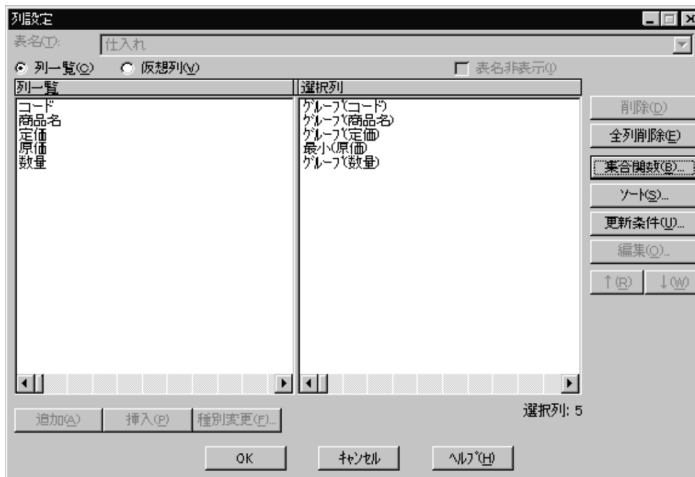 列設定
表名(T): 仕入れ
列一覧(C) 仮想列(V) 表名非表示(I)
列一覧
コード
商品名
定価
原価
数量
選択列
ｸﾞﾙｰﾌﾟ(コード)
ｸﾞﾙｰﾌﾟ(商品名)
ｸﾞﾙｰﾌﾟ(定価)
最小(原価)
ｸﾞﾙｰﾌﾟ(数量)
削除(D)
全列削除(E)
集合関数(B)...
ｿｰﾄ(S)...
更新条件(U)...
編集(O)...
↑(R) ↓(W)
選択列: 5
追加(A) 挿入(P) 種別変更(F)...
OK ｷｬﾝｾﾙ ﾍﾙﾌﾟ(H)